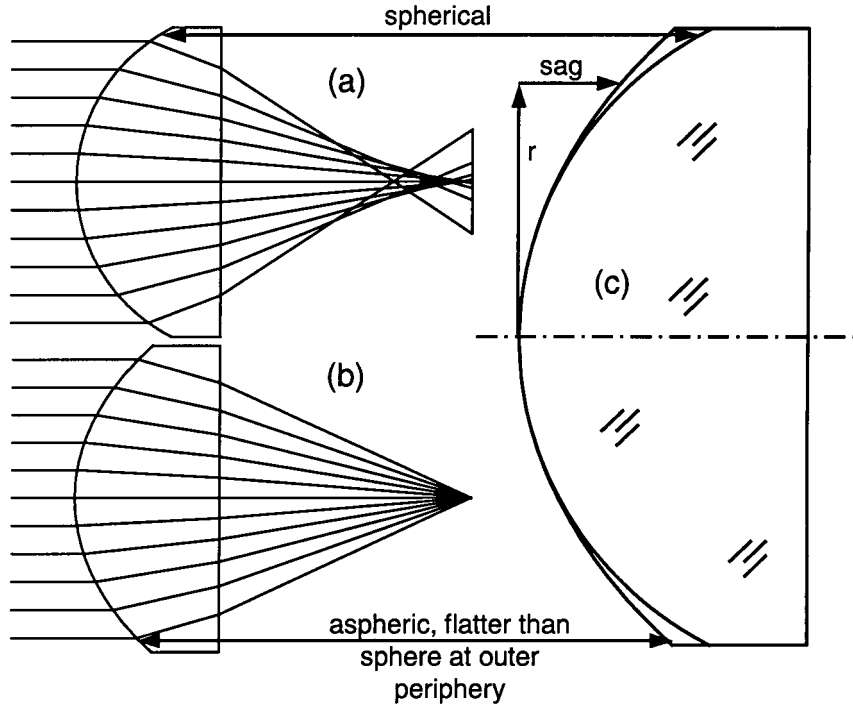 spherical
(a)
sag
r
(c)
(b)
aspheric, flatter than
sphere at outer
periphery